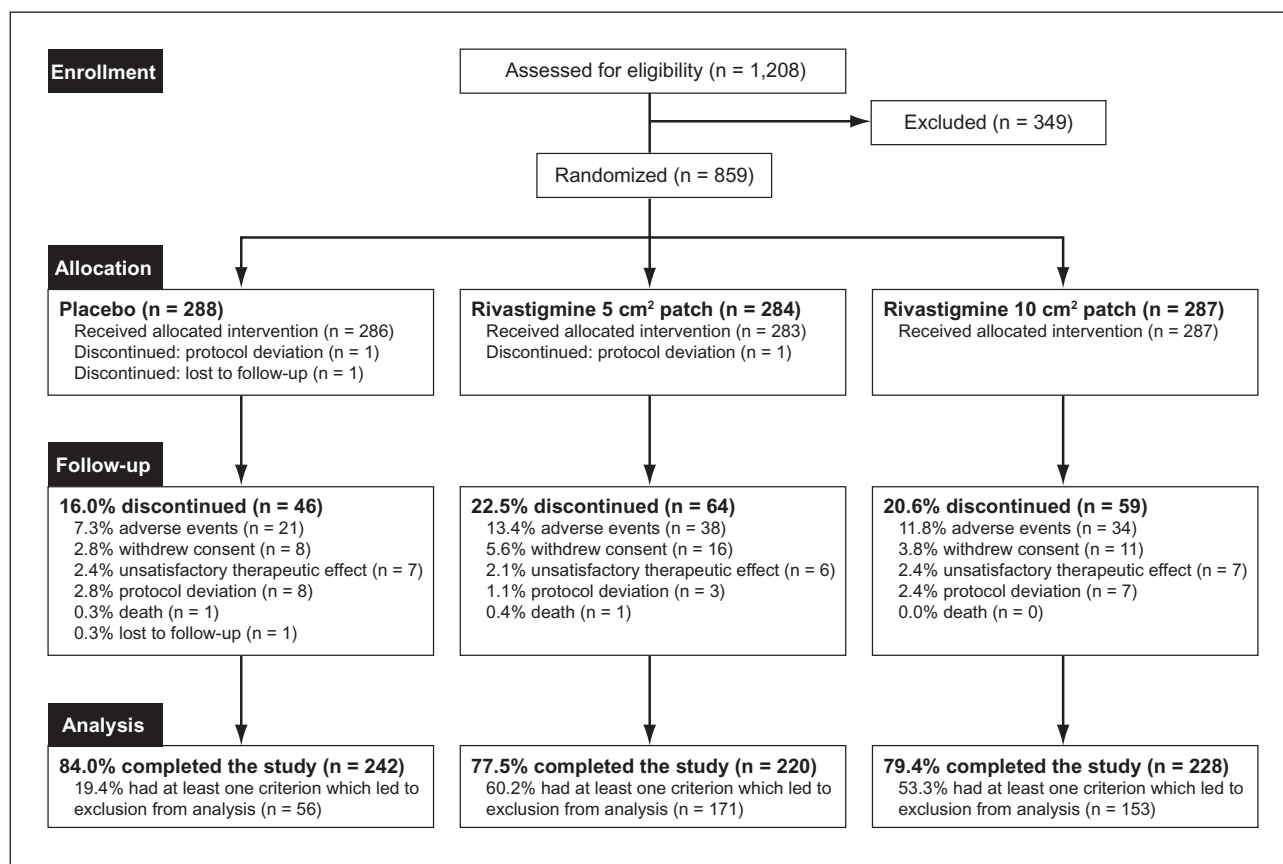 Enrollment
Assessed for eligibility (n = 1,208)
Excluded (n = 349)
Randomized (n = 859)
Allocation
Placebo (n = 288)
Received allocated intervention (n = 286)
Discontinued: protocol deviation (n = 1)
Discontinued: lost to follow-up (n = 1)
Rivastigmine 5 cm² patch (n = 284)
Received allocated intervention (n = 283)
Discontinued: protocol deviation (n = 1)
Rivastigmine 10 cm² patch (n = 287)
Received allocated intervention (n = 287)
Follow-up
16.0% discontinued (n = 46)
7.3% adverse events (n = 21)
2.8% withdrew consent (n = 8)
2.4% unsatisfactory therapeutic effect (n = 7)
2.8% protocol deviation (n = 8)
0.3% death (n = 1)
0.3% lost to follow-up (n = 1)
22.5% discontinued (n = 64)
13.4% adverse events (n = 38)
5.6% withdrew consent (n = 16)
2.1% unsatisfactory therapeutic effect (n = 6)
1.1% protocol deviation (n = 3)
0.4% death (n = 1)
20.6% discontinued (n = 59)
11.8% adverse events (n = 34)
3.8% withdrew consent (n = 11)
2.4% unsatisfactory therapeutic effect (n = 7)
2.4% protocol deviation (n = 7)
0.0% death (n = 0)
Analysis
84.0% completed the study (n = 242)
19.4% had at least one criterion which led to
exclusion from analysis (n = 56)
77.5% completed the study (n = 220)
60.2% had at least one criterion which led to
exclusion from analysis (n = 171)
79.4% completed the study (n = 228)
53.3% had at least one criterion which led to
exclusion from analysis (n = 153)